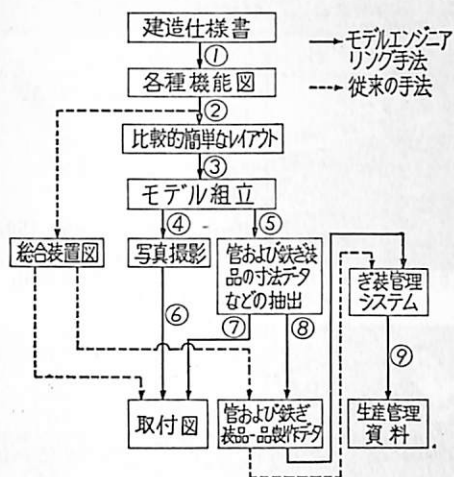 建造仕様書
①
モデルエンジニア
リング手法
従来の手法
各種機能図
②
比較的簡単なレイアウト
③
モデル組立
④
⑤
総合装置図
写真撮影
管および鉄ぎ装
品の寸法データ
などの抽出
ぎ装管理
システム
⑥
⑦
⑧
⑨
取付図
管および鉄ぎ
装品一品製作データ
生産管理
資料